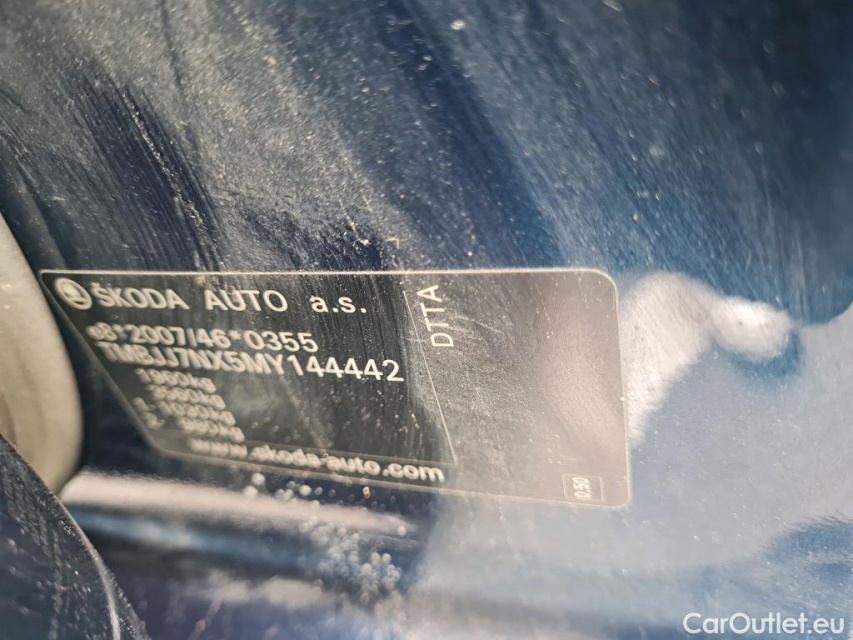 ŠKODA AUTO a.s.
e8*2007/46*0355
TMBJJ7NX5MY144442
www.skoda-auto.com
DTTA
0.50
CarOutlet.eu